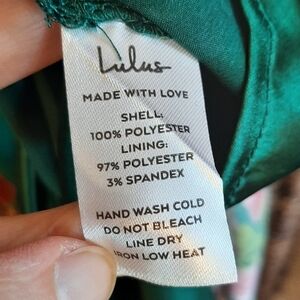 Lulus
MADE WITH LOVE
SHELL:
100% POLYESTER
LINING:
97% POLYESTER
3% SPANDEX
HAND WASH COLD
DO NOT BLEACH
LINE DRY
IRON LOW HEAT